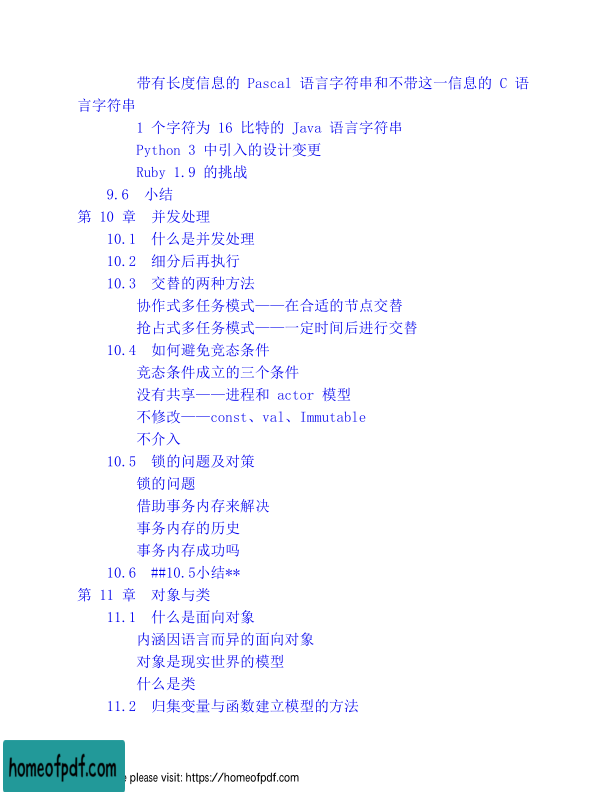 带有长度信息的 Pascal 语言字符串和不带这一信息的 C 语
言字符串
1 个字符为 16 比特的 Java 语言字符串
Python 3 中引入的设计变更
Ruby 1.9 的挑战
9.6 小结
第 10 章 并发处理
10.1 什么是并发处理
10.2 细分后再执行
10.3 交替的两种方法
协作式多任务模式——在合适的节点交替
抢占式多任务模式——一定时间后进行交替
10.4 如何避免竞态条件
竞态条件成立的三个条件
没有共享——进程和 actor 模型
不修改——const、val、Immutable
不介入
10.5 锁的问题及对策
锁的问题
借助事务内存来解决
事务内存的历史
事务内存成功吗
10.6 ##10.5小结**
第 11 章 对象与类
11.1 什么是面向对象
内涵因语言而异的面向对象
对象是现实世界的模型
什么是类
11.2 归集变量与函数建立模型的方法
homeofpdf.com
please visit: https://homeofpdf.com